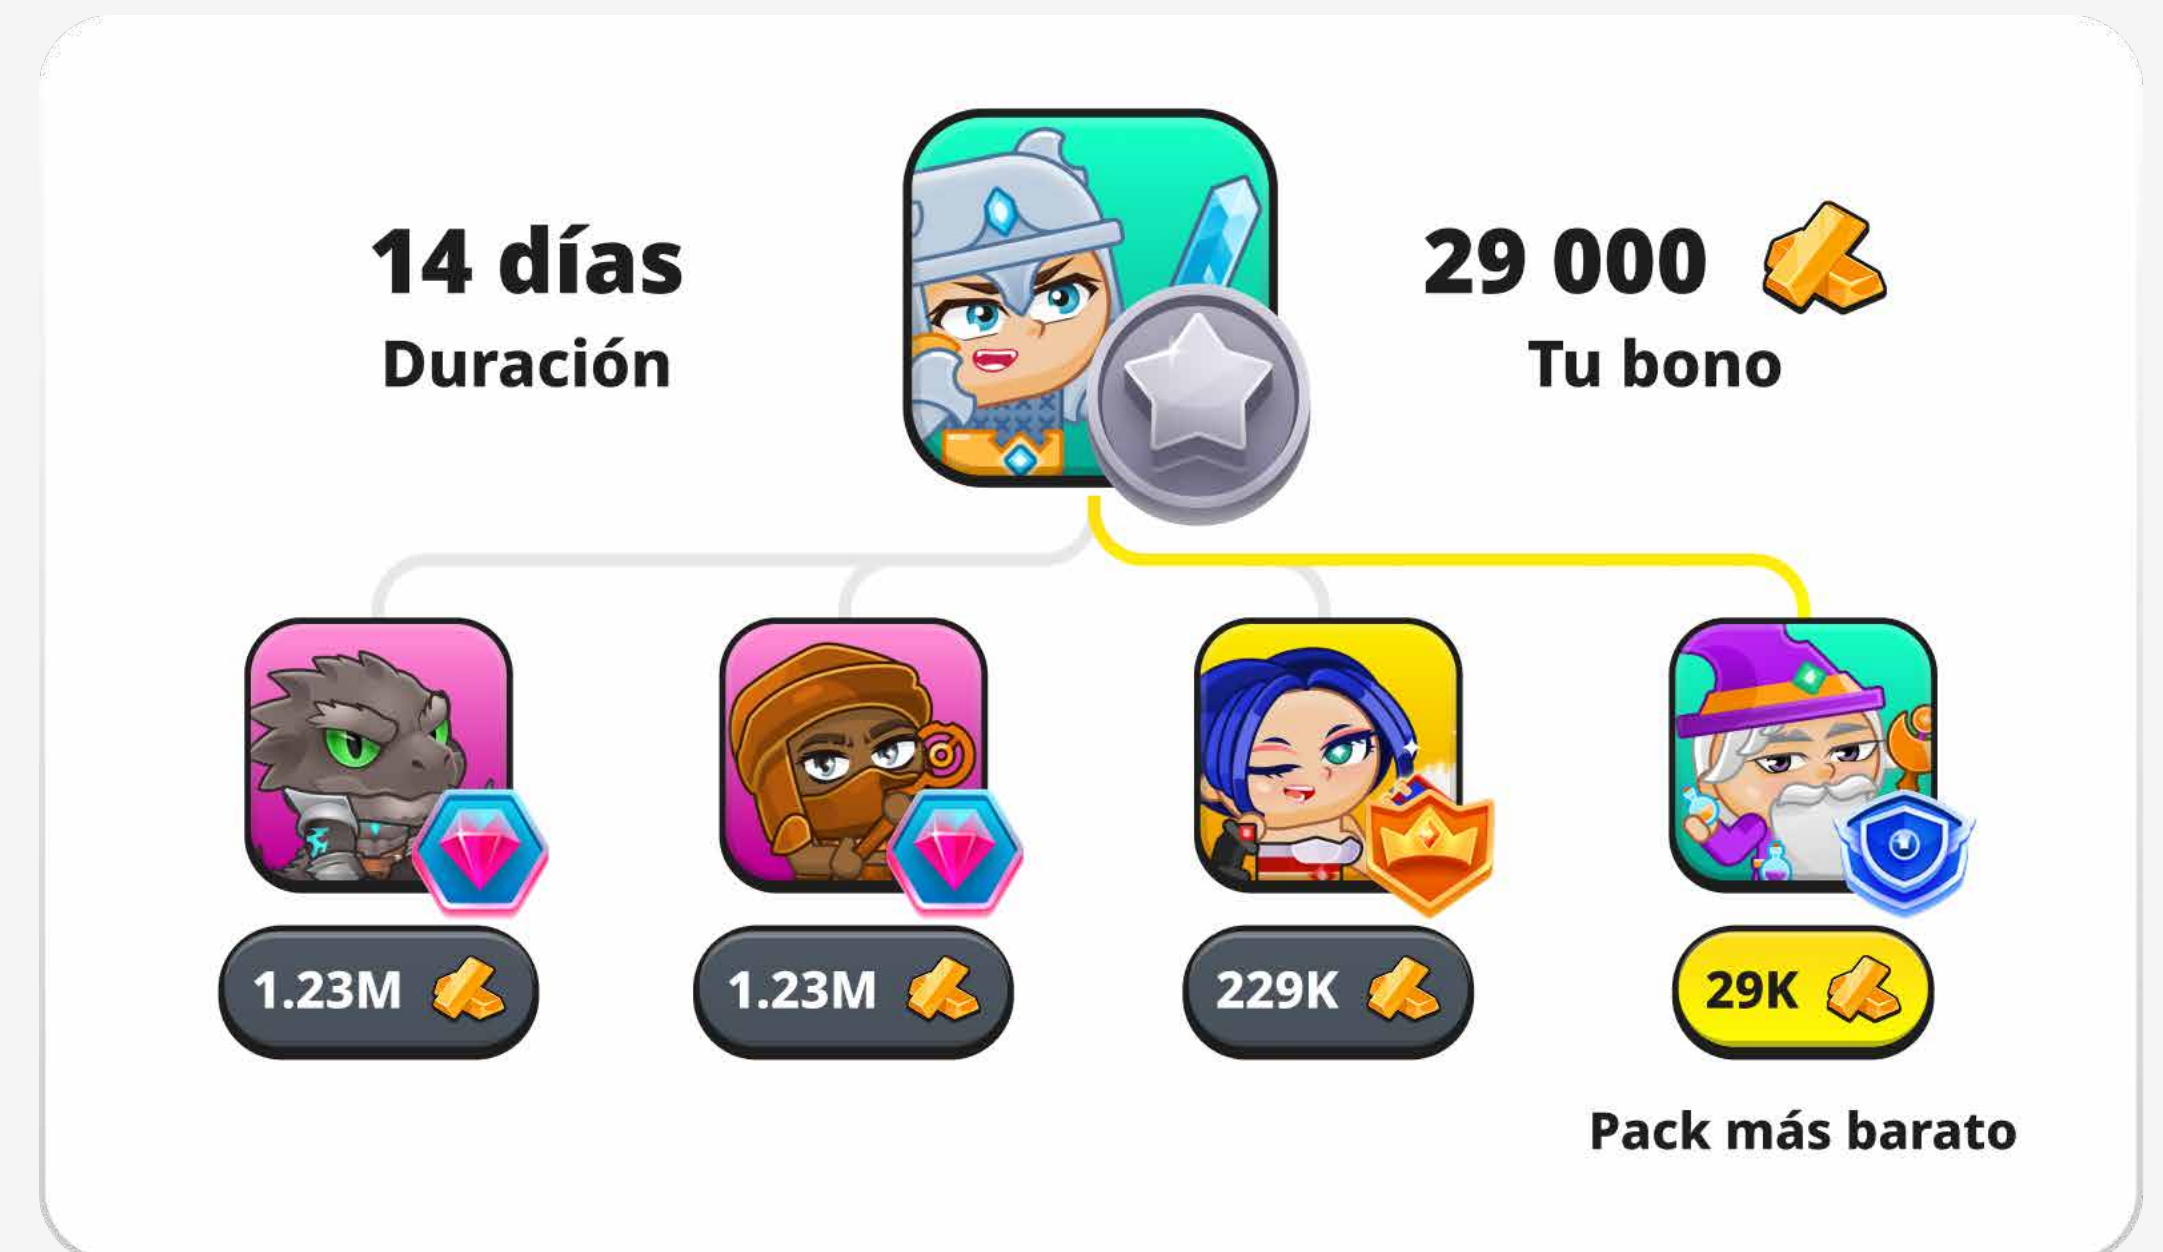 14 días
Duración
29 000
Tu bono
1.23M
1.23M
229K
29K
Pack más barato